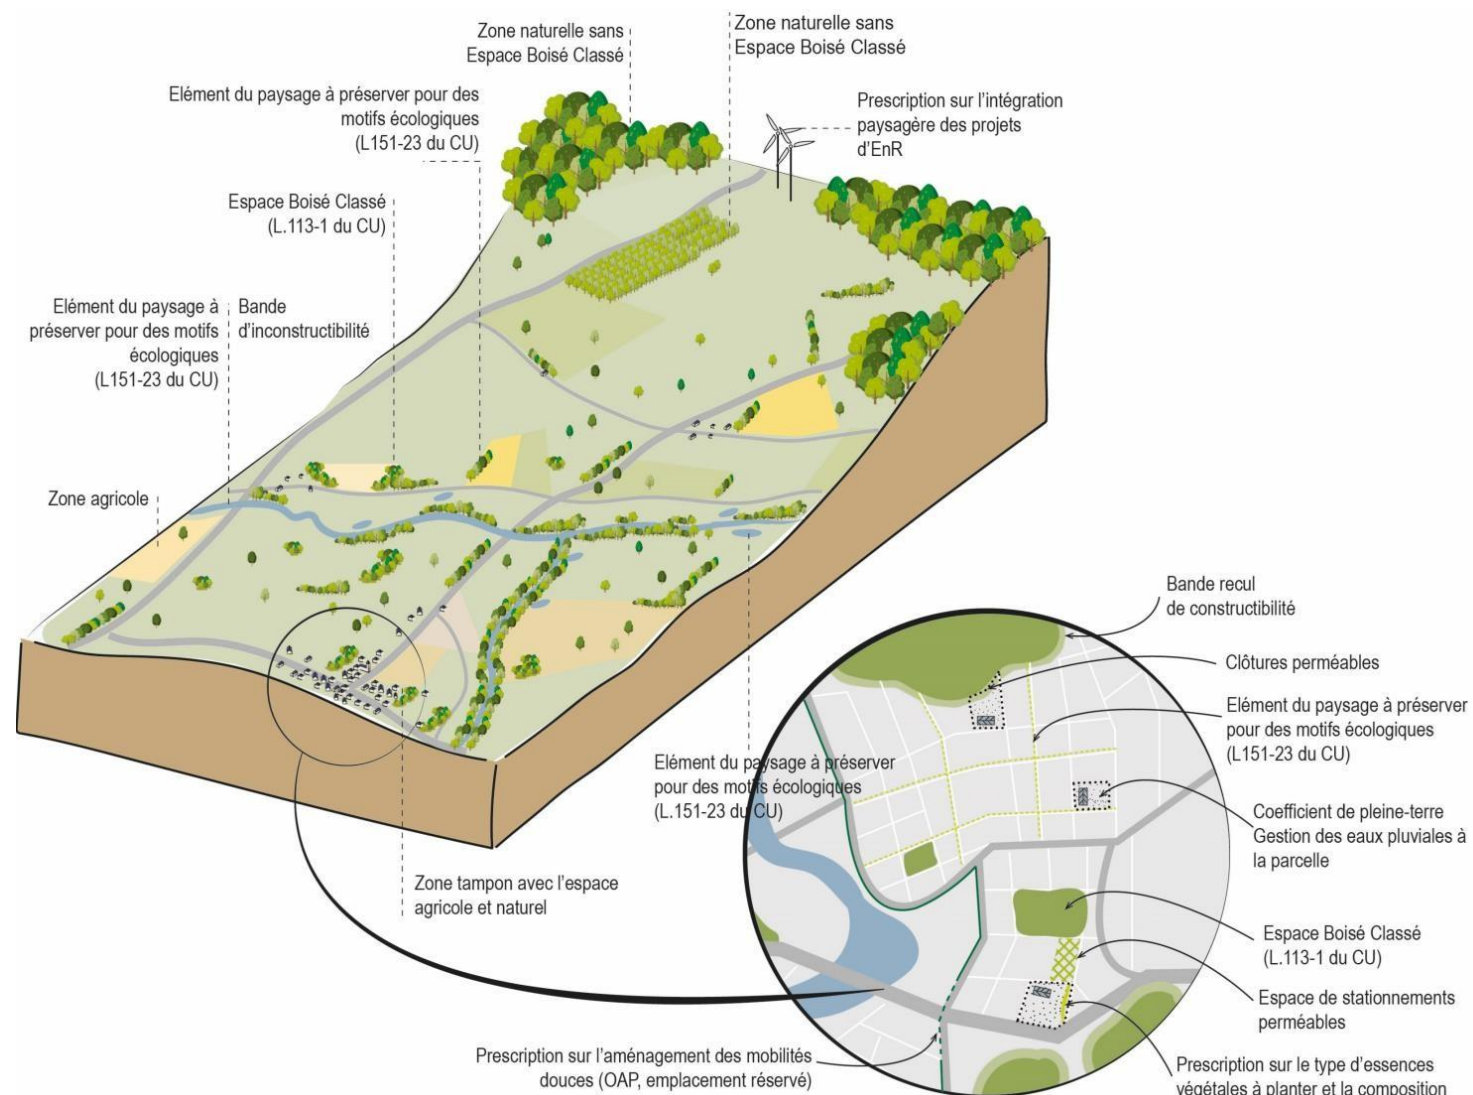 Zone naturelle sans
Espace Boisé Classé
Zone naturelle sans
Espace Boisé Classé
Elément du paysage à préserver pour des
motifs écologiques
(L151-23 du CU)
Prescription sur l'intégration
paysagère des projets
d'EnR
Espace Boisé Classé
(L.113-1 du CU)
Elément du paysage à
préserver pour des motifs
écologiques
(L151-23 du CU)
Bande
d'inconstructibilité
Zone agricole
Bande recul
de constructibilité
Clôtures perméables
Elément du paysage à préserver
pour des motifs écologiques
(L151-23 du CU)
Elément du paysage à préserver
pour des motifs écologiques
(L.151-23 du CU)
Coefficient de pleine-terre
Gestion des eaux pluviales à
la parcelle
Zone tampon avec l'espace
agricole et naturel
Espace Boisé Classé
(L.113-1 du CU)
Espace de stationnements
perméables
Prescription sur l'aménagement des mobilités
douces (OAP, emplacement réservé)
Prescription sur le type d'essences
végétales à planter et la composition